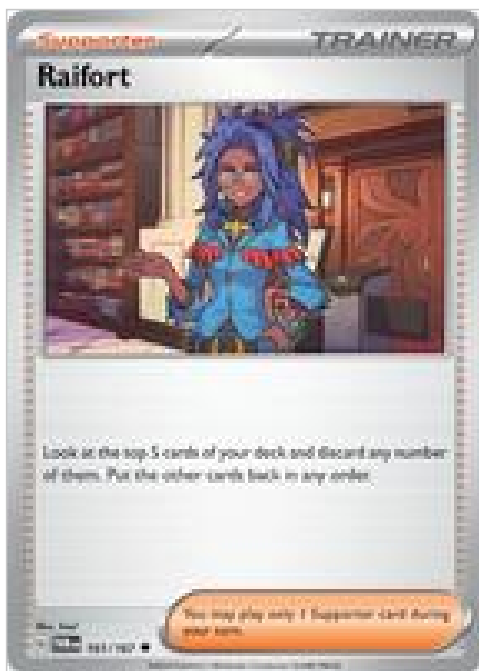 Supporter
TRAINER
Raifort
Look at the top 5 cards of your deck and discard any number
of them. Put the other cards back in any order.
You may play only 1 Supporter card during
your turn.